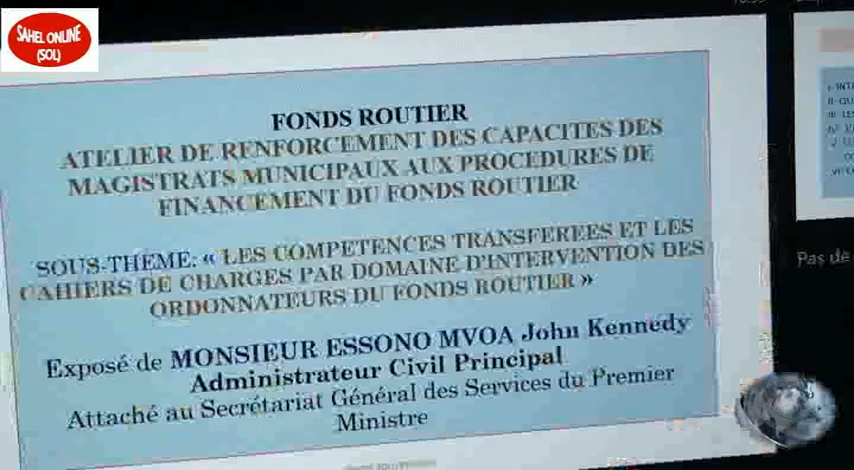 SAHEL ONLINE
(SOL)
FONDS ROUTIER
ATELIER DE RENFORCEMENT DES CAPACITES DES
MAGISTRATS MUNICIPAUX AUX PROCEDURES DE
FINANCEMENT DU FONDS ROUTIER
SOUS-THEME: « LES COMPETENCES TRANSFEREES ET LES
CAHIERS DE CHARGES PAR DOMAINE D'INTERVENTION DES
ORDONNATEURS DU FONDS ROUTIER »
Exposé de MONSIEUR ESSONO MVOA John Kennedy
Administrateur Civil Principal
Attaché au Secrétariat Général des Services du Premier
Ministre
Pas de